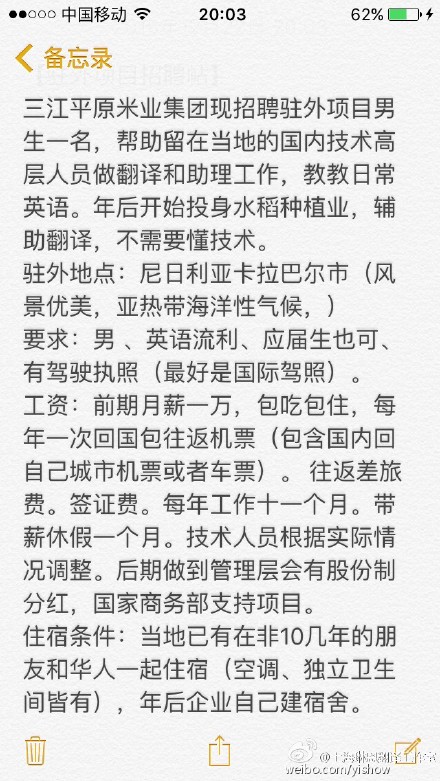 中国移动 20:03 62%
备忘录
三江平原米业集团现招聘驻外项目男
生一名，帮助留在当地的国内技术高
层人员做翻译和助理工作，教教日常
英语。年后开始投身水稻种植业，辅
助翻译，不需要懂技术。
驻外地点：尼日利亚卡拉巴尔市（风
景优美，亚热带海洋性气候，）
要求：男 、英语流利、应届生也可、
有驾驶执照（最好是国际驾照）。
工资：前期月薪一万，包吃包住，每
年一次回国包往返机票（包含国内回
自己城市机票或者车票）。 往返差旅
费。签证费。每年工作十一个月。带
薪休假一个月。技术人员根据实际情
况调整。后期做到管理层会有股份制
分红，国家商务部支持项目。
住宿条件：当地已有在非10几年的朋
友和华人一起住宿（空调、独立卫生
间皆有），年后企业自己建宿舍。
weibo.com/yishow